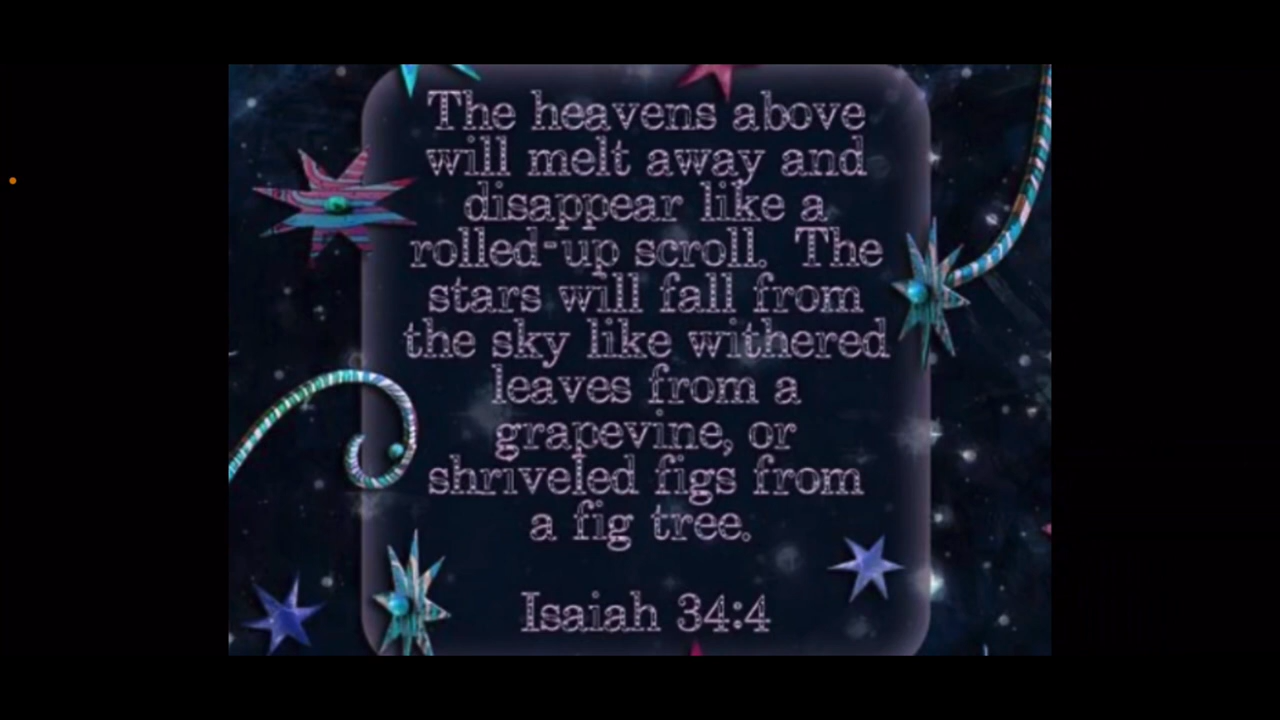 The heavens above
will melt away and
disappear like a
rolled-up scroll. The
stars will fall from
the sky like withered
leaves from a
grapevine, or
shriveled figs from
a fig tree.
Isaiah 34:4